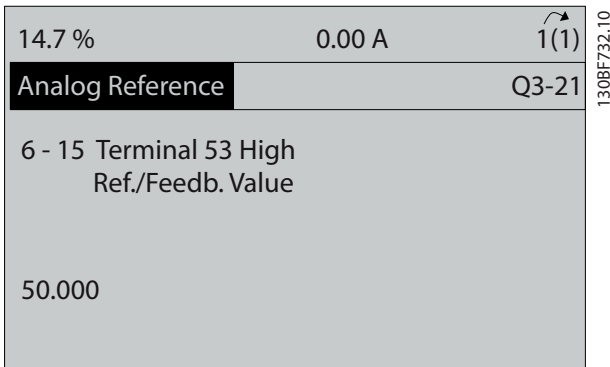 14.7 % 0.00 A 1(1)
Analog Reference Q3-21
6 - 15 Terminal 53 High
Ref./Feedb. Value
50.000
130BF732.10